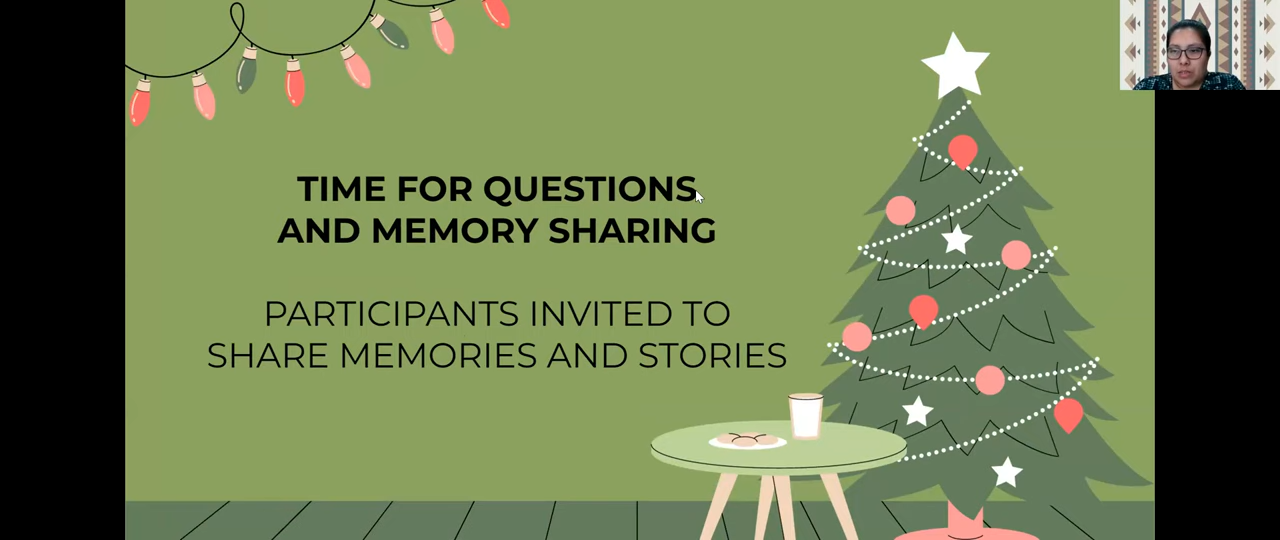 TIME FOR QUESTIONS
AND MEMORY SHARING
PARTICIPANTS INVITED TO
SHARE MEMORIES AND STORIES